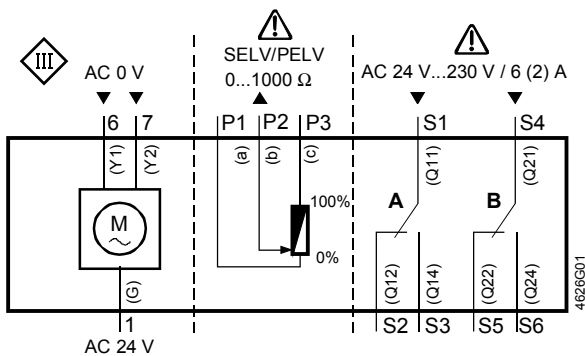 III
AC 0 V
SELV/PELV
0...1000 Ω
AC 24 V...230 V / 6 (2) A
6 7 P1 P2 P3 S1 S4
(Y1) (Y2) (a) (b) (c) (Q11) (Q21)
100%
A B
M
0%
(G) (Q12) (Q14) (Q22) (Q24)
1 S2 S3 S5 S6
AC 24 V
4626G01